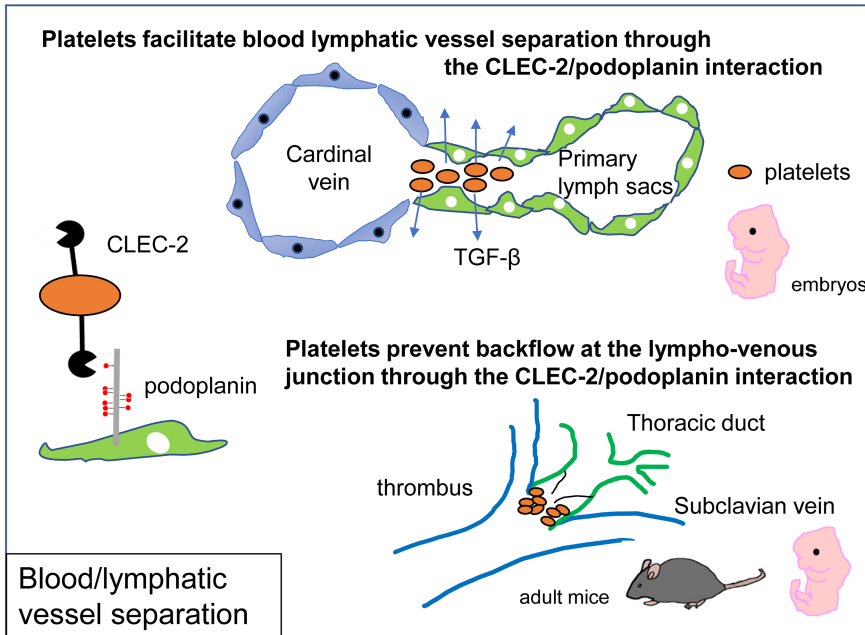 Platelets facilitate blood lymphatic vessel separation through
the CLEC-2/podoplanin interaction
Cardinal
vein
Primary
lymph sacs
platelets
CLEC-2
TGF-β
embryos
podoplanin
Platelets prevent backflow at the lympho-venous
junction through the CLEC-2/podoplanin interaction
Thoracic duct
thrombus
Subclavian vein
adult mice
Blood/lymphatic
vessel separation